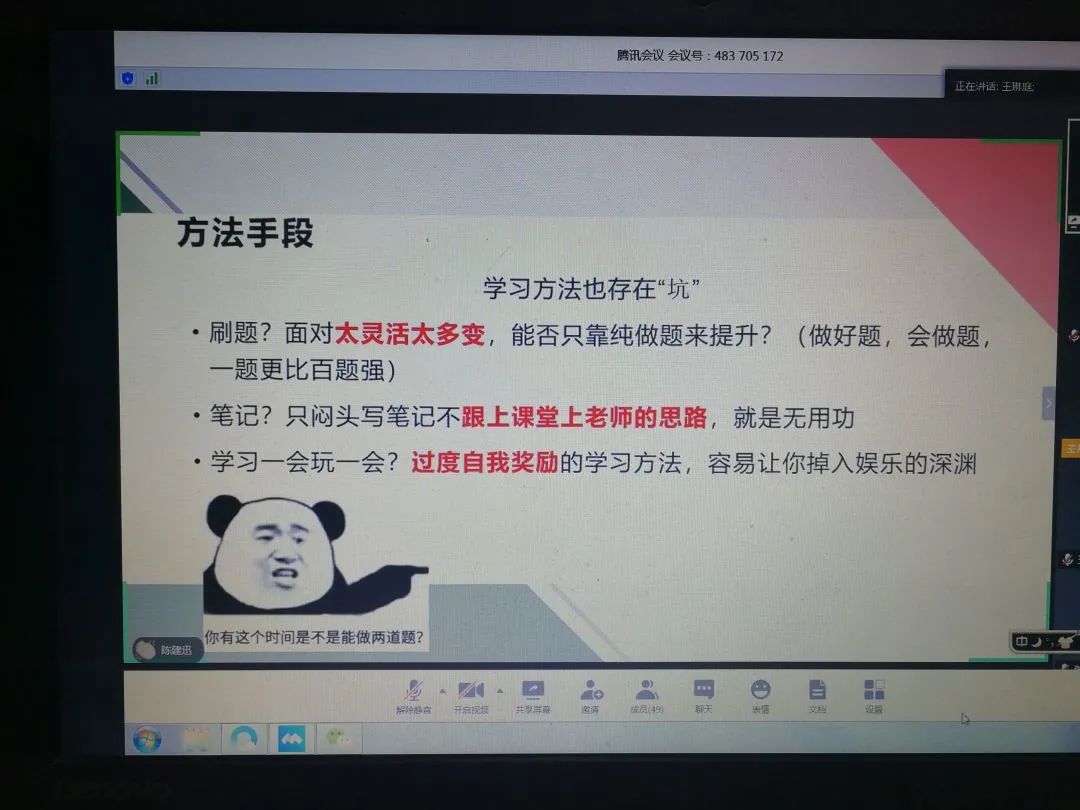 腾讯会议 会议号：483 705 172
正在讲话: 王琳庭;
方法手段
学习方法也存在“坑”
• 刷题？面对太灵活太多变，能否只靠纯做题来提升？（做好题，会做题，
一题更比百题强）
• 笔记？只闷头写笔记不跟上课堂上老师的思路，就是无用功
• 学习一会玩一会？过度自我奖励的学习方法，容易让你掉入娱乐的深渊
你有这个时间是不是能做两道题？
陈建迅
中
解除静音 开启视频 共享屏幕 邀请 成员(49) 聊天 表情 文档 设置